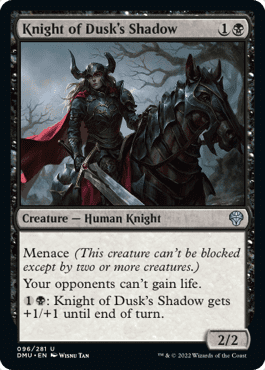 Knight of Dusk's Shadow 1
Creature — Human Knight
Menace (This creature can't be blocked
except by two or more creatures.)
Your opponents can't gain life.
1 : Knight of Dusk's Shadow gets
+1/+1 until end of turn.
2/2
096/281 U
DMU • EN Wisnu Tan
™ & © 2022 Wizards of the Coast